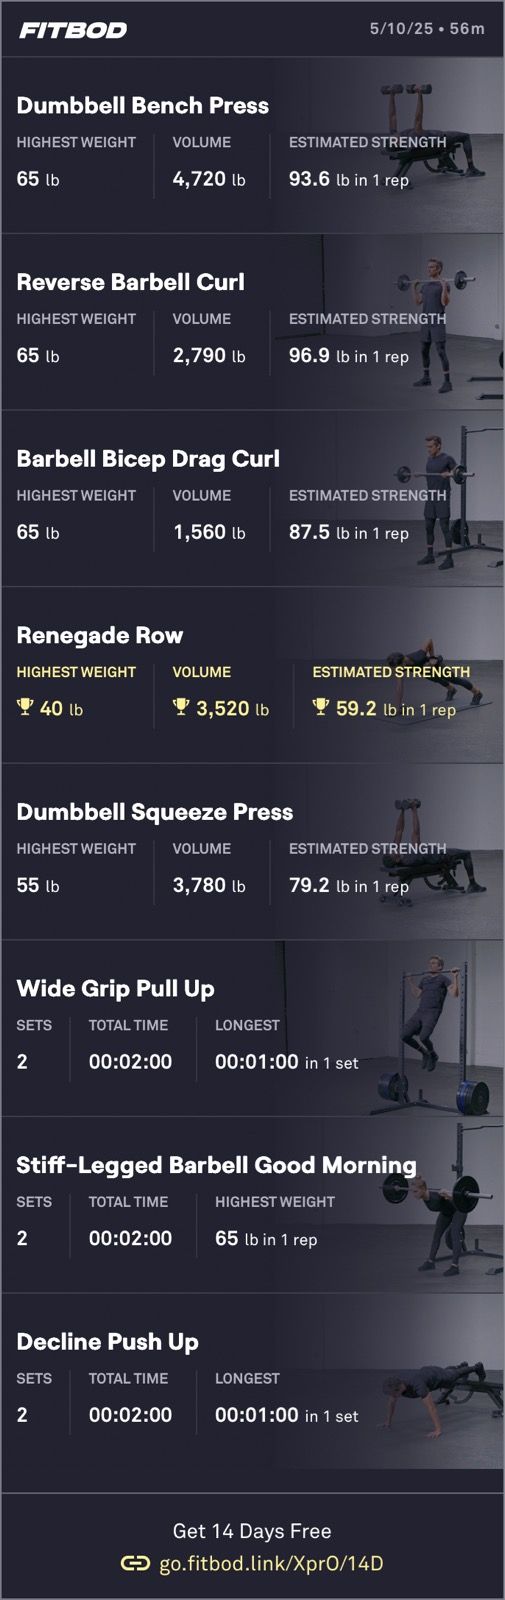 FITBOD 5/10/25 • 56m
Dumbbell Bench Press
HIGHEST WEIGHT VOLUME ESTIMATED STRENGTH
65 lb 4,720 lb 93.6 lb in 1 rep
Reverse Barbell Curl
HIGHEST WEIGHT VOLUME ESTIMATED STRENGTH
65 lb 2,790 lb 96.9 lb in 1 rep
Barbell Bicep Drag Curl
HIGHEST WEIGHT VOLUME ESTIMATED STRENGTH
65 lb 1,560 lb 87.5 lb in 1 rep
Renegade Row
HIGHEST WEIGHT VOLUME ESTIMATED STRENGTH
40 lb 3,520 lb 59.2 lb in 1 rep
Dumbbell Squeeze Press
HIGHEST WEIGHT VOLUME ESTIMATED STRENGTH
55 lb 3,780 lb 79.2 lb in 1 rep
Wide Grip Pull Up
SETS TOTAL TIME LONGEST
2 00:02:00 00:01:00 in 1 set
Stiff-Legged Barbell Good Morning
SETS TOTAL TIME HIGHEST WEIGHT
2 00:02:00 65 lb in 1 rep
Decline Push Up
SETS TOTAL TIME LONGEST
2 00:02:00 00:01:00 in 1 set
Get 14 Days Free
go.fitbod.link/XprO/14D